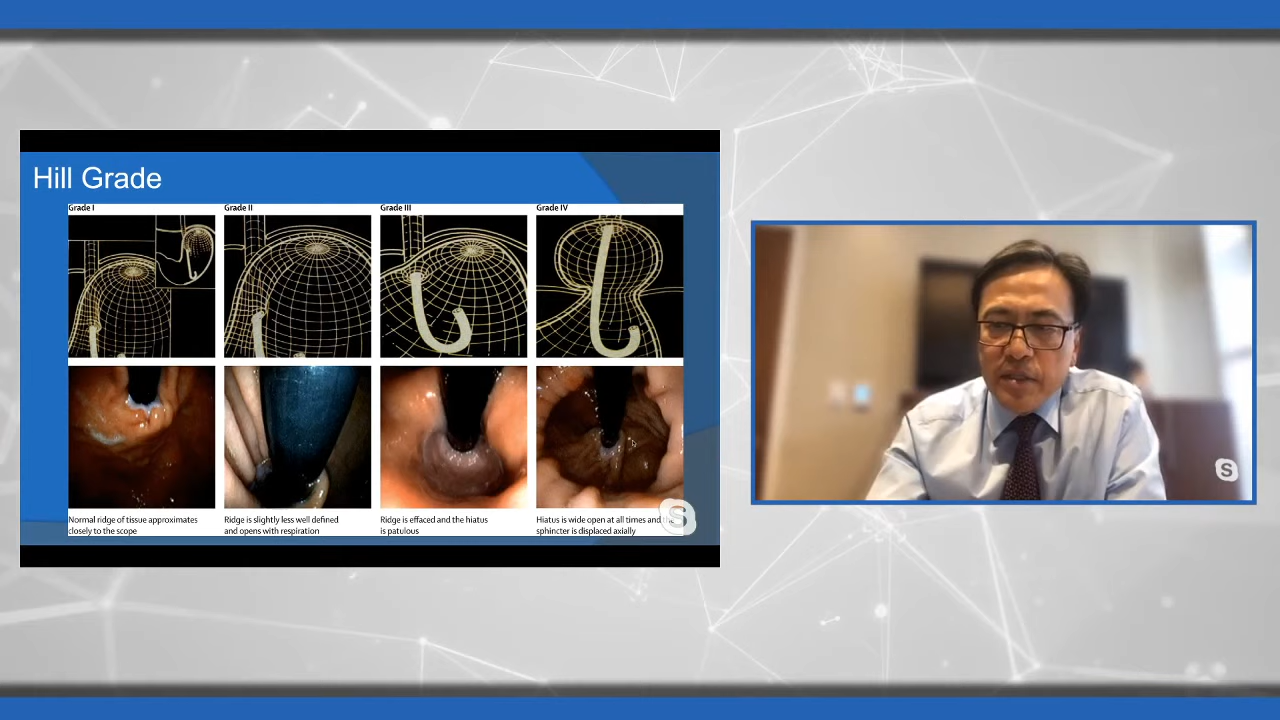 Hill Grade
Grade I
Grade II
Grade III
Grade IV
Normal ridge of tissue approximates
closely to the scope
Ridge is slightly less well defined
and opens with respiration
Ridge is effaced and the hiatus
is patulous
Hiatus is wide open at all times and the
sphincter is displaced axially
S
S